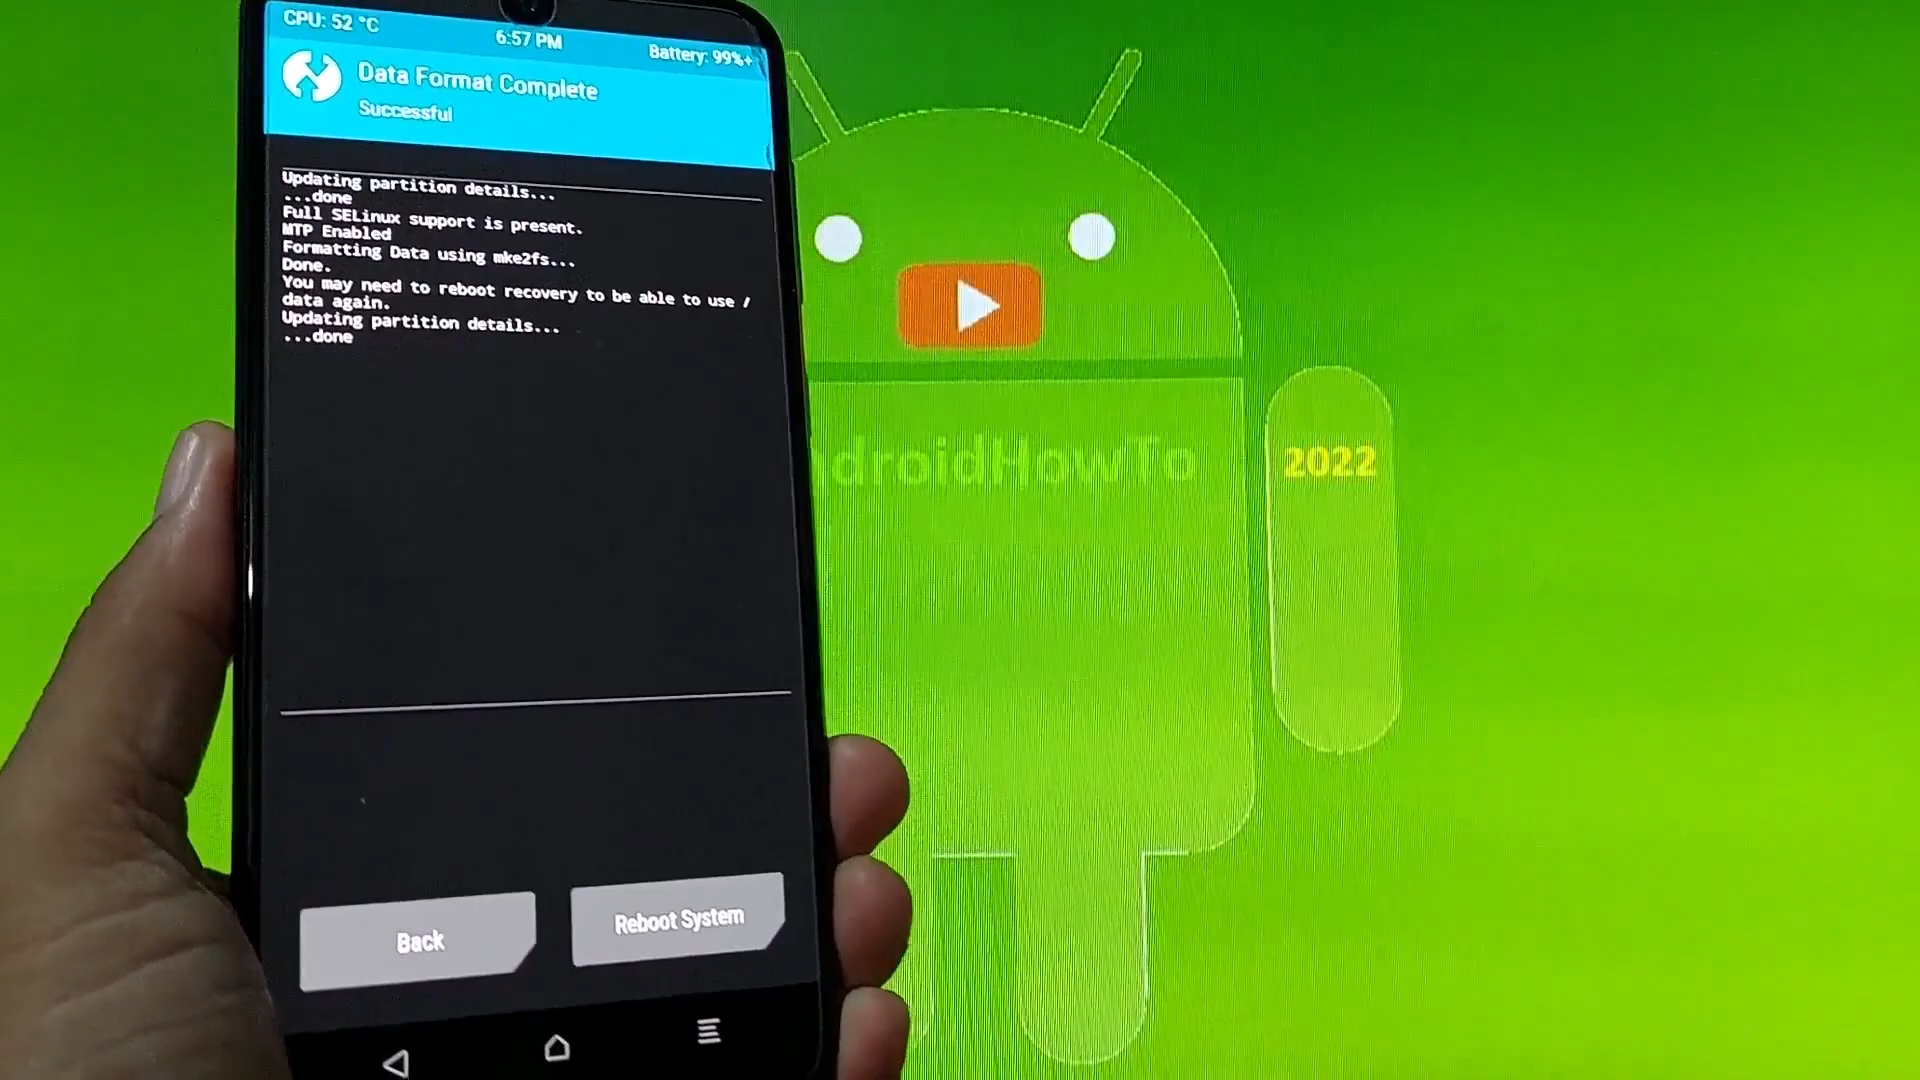 CPU: 52 °C
6:57 PM
Battery: 99%+
Data Format Complete
Successful
Updating partition details...
...done
Full SELinux support is present.
MTP Enabled
Formatting Data using mke2fs...
Done.
You may need to reboot recovery to be able to use /
data again.
Updating partition details...
...done
Back
Reboot System
droidHowTo
2022